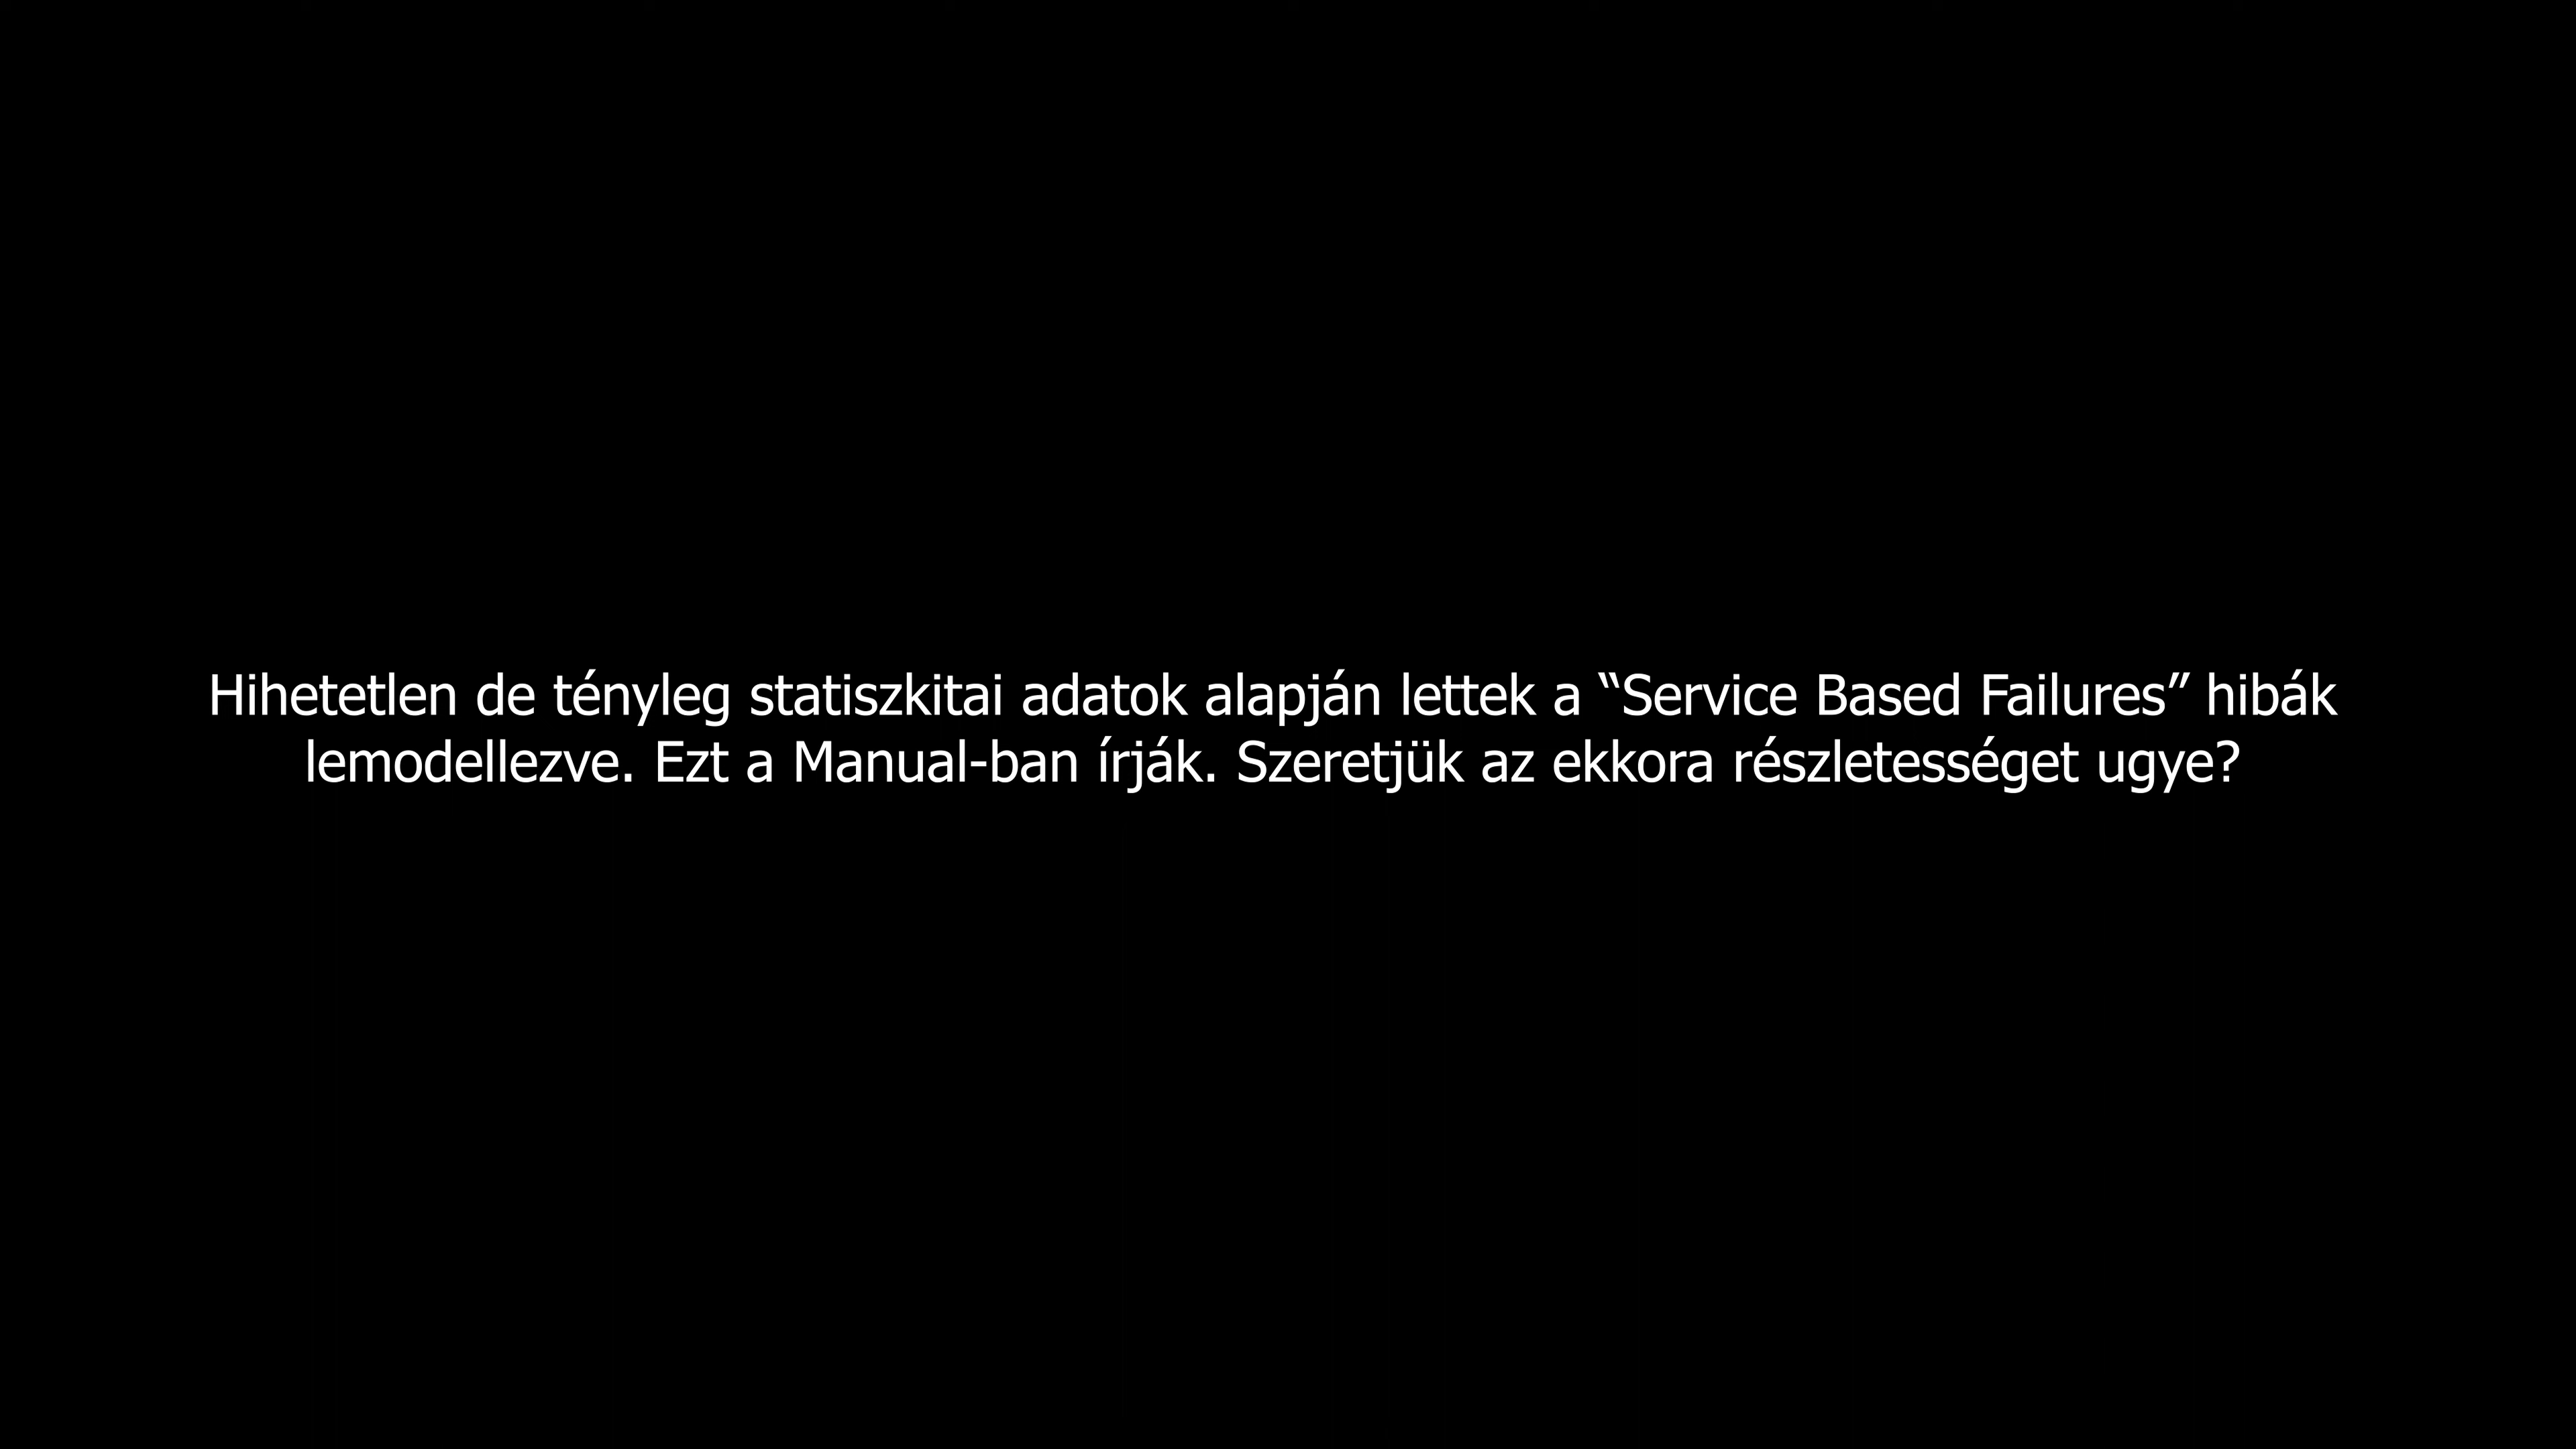 Hihetetlen de tényleg statiszkitai adatok alapján lettek a “Service Based Failures” hibák
lemodellezve. Ezt a Manual-ban írják. Szeretjük az ekkora részletességet ugye?